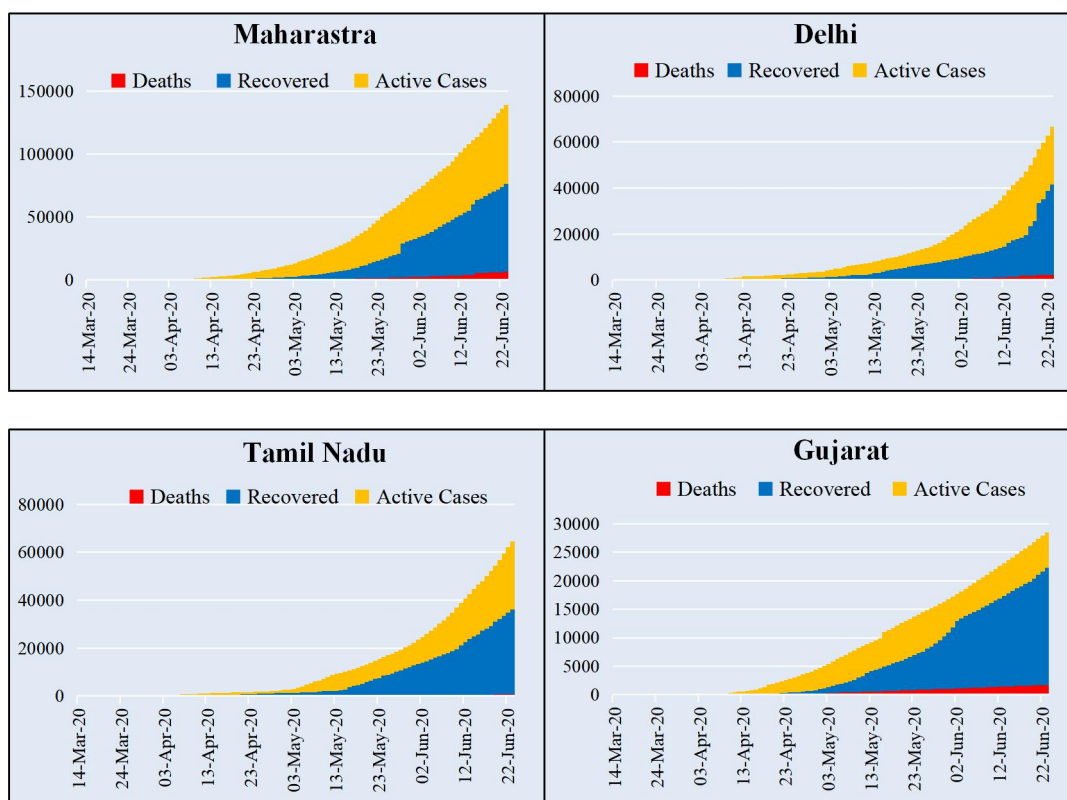 Maharastra
Deaths Recovered Active Cases
150000
100000
50000
0
14-Mar-20
24-Mar-20
03-Apr-20
13-Apr-20
23-Apr-20
03-May-20
13-May-20
23-May-20
02-Jun-20
12-Jun-20
22-Jun-20
Delhi
Deaths Recovered Active Cases
80000
60000
40000
20000
0
14-Mar-20
24-Mar-20
03-Apr-20
13-Apr-20
23-Apr-20
03-May-20
13-May-20
23-May-20
02-Jun-20
12-Jun-20
22-Jun-20
Tamil Nadu
Deaths Recovered Active Cases
80000
60000
40000
20000
0
14-Mar-20
24-Mar-20
03-Apr-20
13-Apr-20
23-Apr-20
03-May-20
13-May-20
23-May-20
02-Jun-20
12-Jun-20
22-Jun-20
Gujarat
Deaths Recovered Active Cases
30000
25000
20000
15000
10000
5000
0
14-Mar-20
24-Mar-20
03-Apr-20
13-Apr-20
23-Apr-20
03-May-20
13-May-20
23-May-20
02-Jun-20
12-Jun-20
22-Jun-20